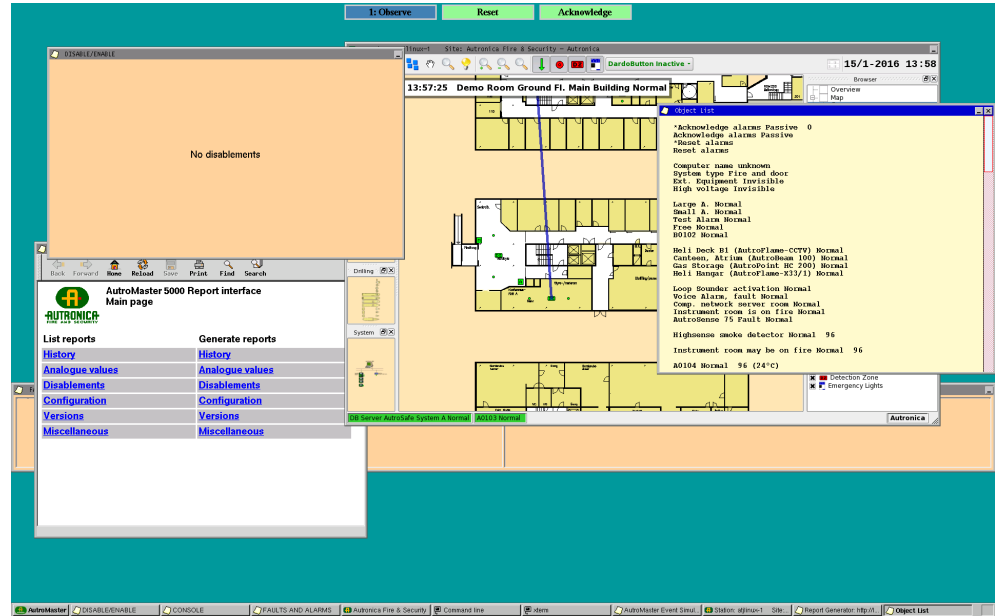 1: Observe
Reset
Acknowledge
DISABLE/ENABLE
No disablements
Site: Autronica Fire & Security - Autronica
DardoButton Inactive
15/1-2016 13:58
13:57:25 Demo Room Ground Fl. Main Building Normal
Browser
Overview
Map
Object List
*Acknowledge alarms Passive 0
Acknowledge alarms Passive
*Reset alarms
Reset alarms
Computer name unknown
System type Fire and door
Ext. Equipment Invisible
High voltage Invisible
Large A. Normal
Small A. Normal
Test Alarm Normal
Free Normal
B0102 Normal
Heli Deck B1 (AutroFlame-CCTV) Normal
Canteen, Atrium (AutroBeam 100) Normal
Gas Storage (AutroPoint HC 200) Normal
Heli Hangar (AutroFlame-X33/1) Normal
Loop Sounder activation Normal
Voice Alarm, fault Normal
Comp. network server room Normal
Instrument room is on fire Normal
AutroSense 75 Fault Normal
Highsense smoke detector Normal 96
Instrument room may be on fire Normal 96
A0104 Normal 96 (24°C)
Detection Zone
Emergency Lights
Drilling
System
DB Server AutroSafe System A Normal
A0103 Normal
Autronica
Back Forward Home Reload Save Print Find Search
AUTRONICA
FIRE AND SECURITY
AutroMaster 5000 Report interface
Main page
List reports
Generate reports
History
History
Analogue values
Analogue values
Disablements
Disablements
Configuration
Configuration
Versions
Versions
Miscellaneous
Miscellaneous
AutroMaster
DISABLE/ENABLE
CONSOLE
FAULTS AND ALARMS
Autronica Fire & Security
Command line
xterm
AutroMaster Event Simul..
Station: atjlinux-1 Site:..
Report Generator: http://l...
Object List